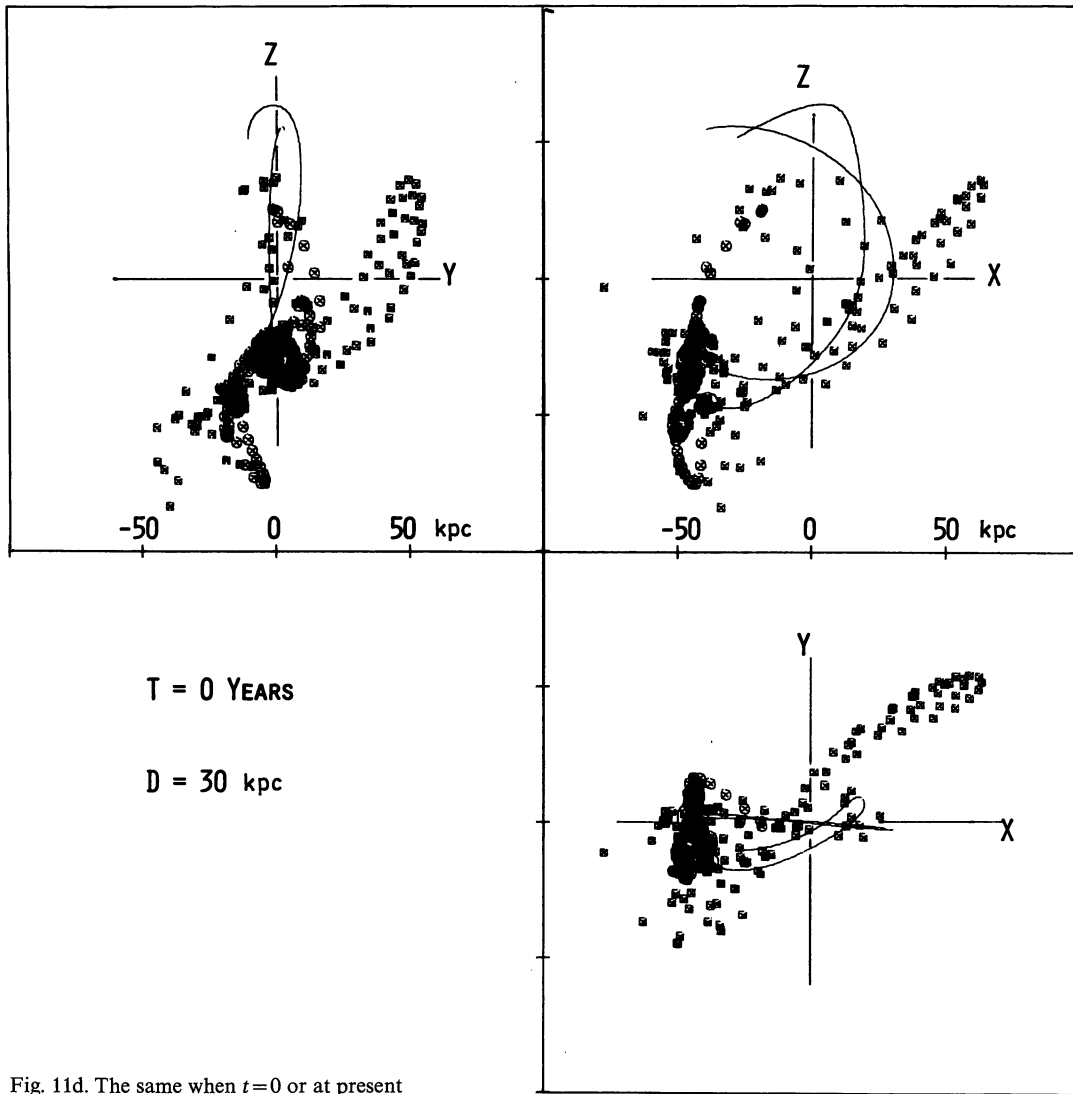 Z
Y
-50 0 50 kpc
Z
X
-50 0 50 kpc
T = 0 YEARS
D = 30 kpc
Y
X
Fig. 11d. The same when t=0 or at present